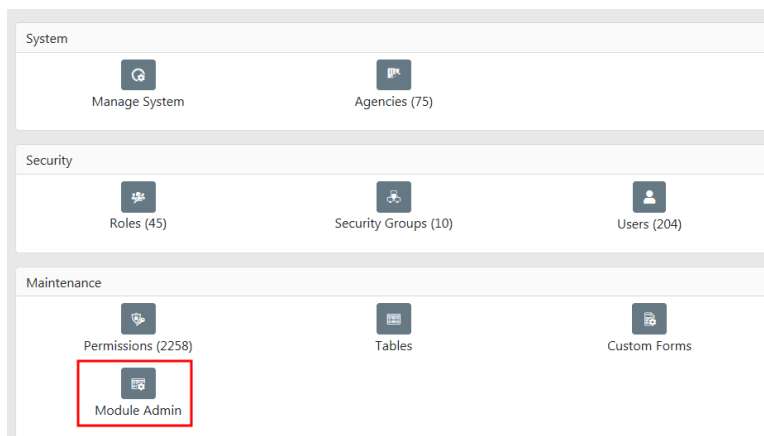 System
Manage System
Agencies (75)
Security
Roles (45)
Security Groups (10)
Users (204)
Maintenance
Permissions (2258)
Tables
Custom Forms
Module Admin